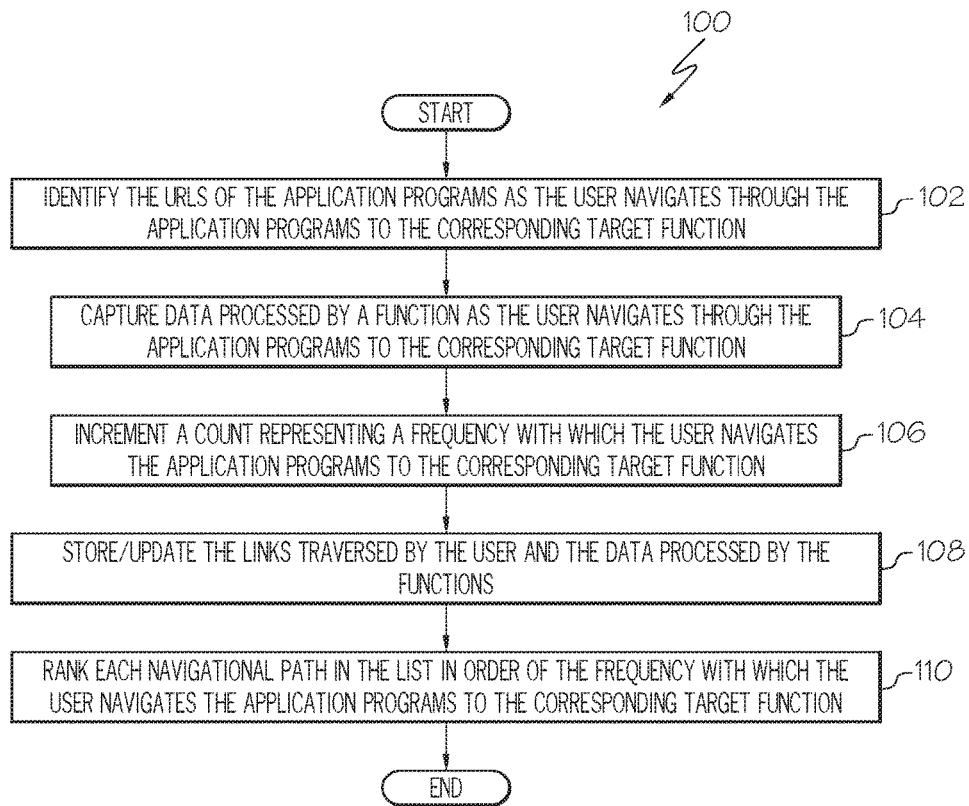 100
START
IDENTIFY THE URLS OF THE APPLICATION PROGRAMS AS THE USER NAVIGATES THROUGH THE
APPLICATION PROGRAMS TO THE CORRESPONDING TARGET FUNCTION
102
CAPTURE DATA PROCESSED BY A FUNCTION AS THE USER NAVIGATES THROUGH THE
APPLICATION PROGRAMS TO THE CORRESPONDING TARGET FUNCTION
104
INCREMENT A COUNT REPRESENTING A FREQUENCY WITH WHICH THE USER NAVIGATES
THE APPLICATION PROGRAMS TO THE CORRESPONDING TARGET FUNCTION
106
STORE/UPDATE THE LINKS TRAVERSED BY THE USER AND THE DATA PROCESSED BY THE
FUNCTIONS
108
RANK EACH NAVIGATIONAL PATH IN THE LIST IN ORDER OF THE FREQUENCY WITH WHICH THE
USER NAVIGATES THE APPLICATION PROGRAMS TO THE CORRESPONDING TARGET FUNCTION
110
END